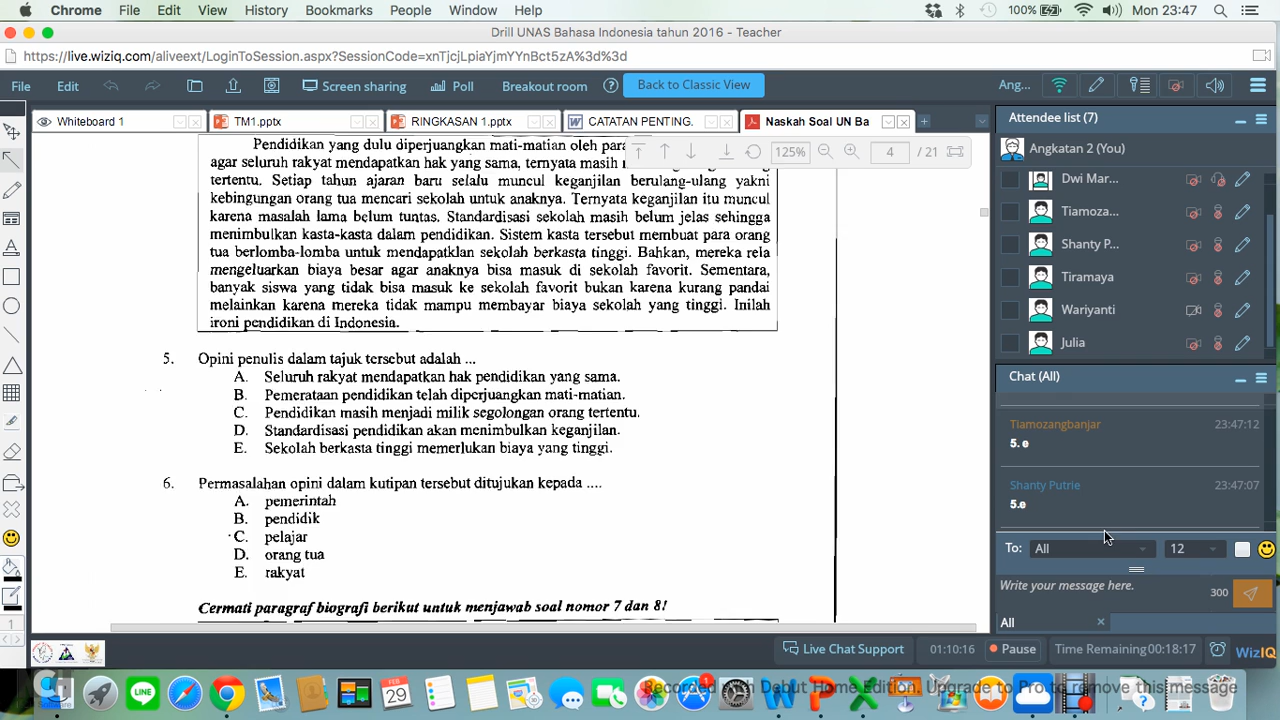 Chrome File Edit View History Bookmarks People Window Help 100% Mon 23:47
Drill UNAS Bahasa Indonesia tahun 2016 - Teacher
https://live.wiziq.com/aliveext/LoginToSession.aspx?SessionCode=xnTjcjLpiaYjmYYnBct5zA%3d%3d
File Edit Screen sharing Poll Breakout room Back to Classic View Ang...
Whiteboard 1 TM1.pptx RINGKASAN 1.pptx CATATAN PENTING. Naskah Soal UN Ba
125% 4 / 21
Pendidikan yang dulu diperjuangkan mati-matian oleh para
agar seluruh rakyat mendapatkan hak yang sama, ternyata masih
tertentu. Setiap tahun ajaran baru selalu muncul keganjilan berulang-ulang yakni
kebingungan orang tua mencari sekolah untuk anaknya. Ternyata keganjilan itu muncul
karena masalah lama belum tuntas. Standardisasi sekolah masih belum jelas sehingga
menimbulkan kasta-kasta dalam pendidikan. Sistem kasta tersebut membuat para orang
tua berlomba-lomba untuk mendapatklan sekolah berkasta tinggi. Bahkan, mereka rela
mengeluarkan biaya besar agar anaknya bisa masuk di sekolah favorit. Sementara,
banyak siswa yang tidak bisa masuk ke sekolah favorit bukan karena kurang pandai
melainkan karena mereka tidak mampu membayar biaya sekolah yang tinggi. Inilah
ironi pendidikan di Indonesia.
5. Opini penulis dalam tajuk tersebut adalah ...
A. Seluruh rakyat mendapatkan hak pendidikan yang sama.
B. Pemerataan pendidikan telah diperjuangkan mati-matian.
C. Pendidikan masih menjadi milik segolongan orang tertentu.
D. Standardisasi pendidikan akan menimbulkan keganjilan.
E. Sekolah berkasta tinggi memerlukan biaya yang tinggi.
6. Permasalahan opini dalam kutipan tersebut ditujukan kepada ....
A. pemerintah
B. pendidik
C. pelajar
D. orang tua
E. rakyat
Cermati paragraf biografi berikut untuk menjawab soal nomor 7 dan 8!
Attendee list (7)
Angkatan 2 (You)
Dwi Mar...
Tiamoza...
Shanty P...
Tiramaya
Wariyanti
Julia
Chat (All)
Tiamozangbanjar 23:47:12
5. e
Shanty Putrie 23:47:07
5.e
To: All 12
Write your message here. 300
All
Live Chat Support 01:10:16 Pause Time Remaining 00:18:17 WizIQ
1
FEB
29
Recorded with Debut Home Edition. Upgrade to Pro to remove this message